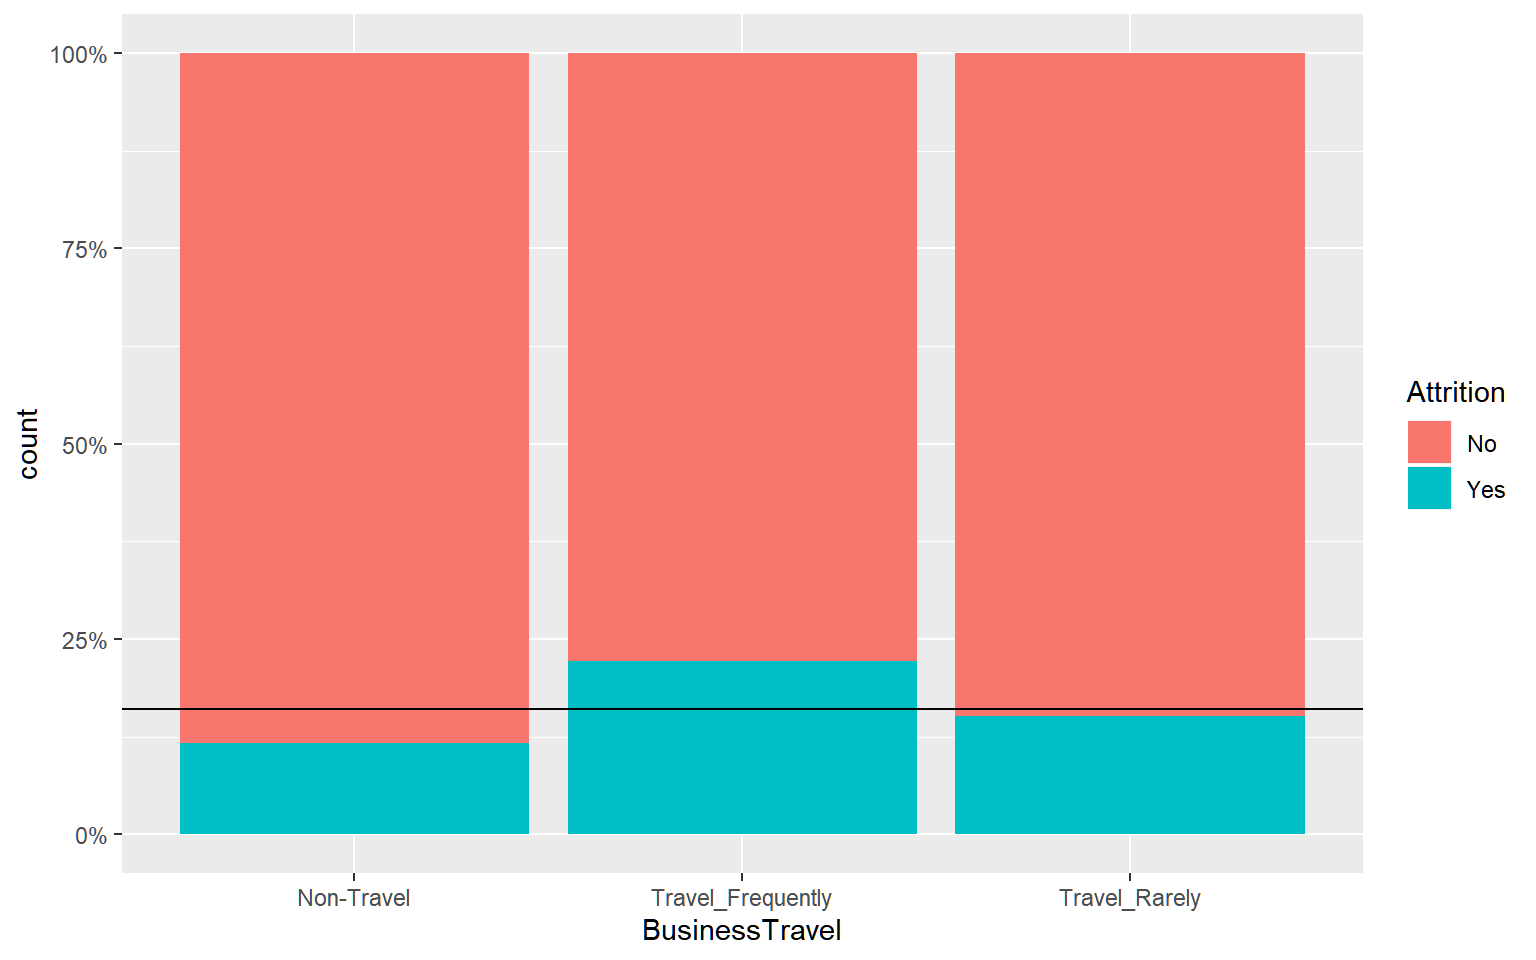 100%
75%
50%
25%
0%
count
Non-Travel
Travel_Frequently
Travel_Rarely
BusinessTravel
Attrition
No
Yes